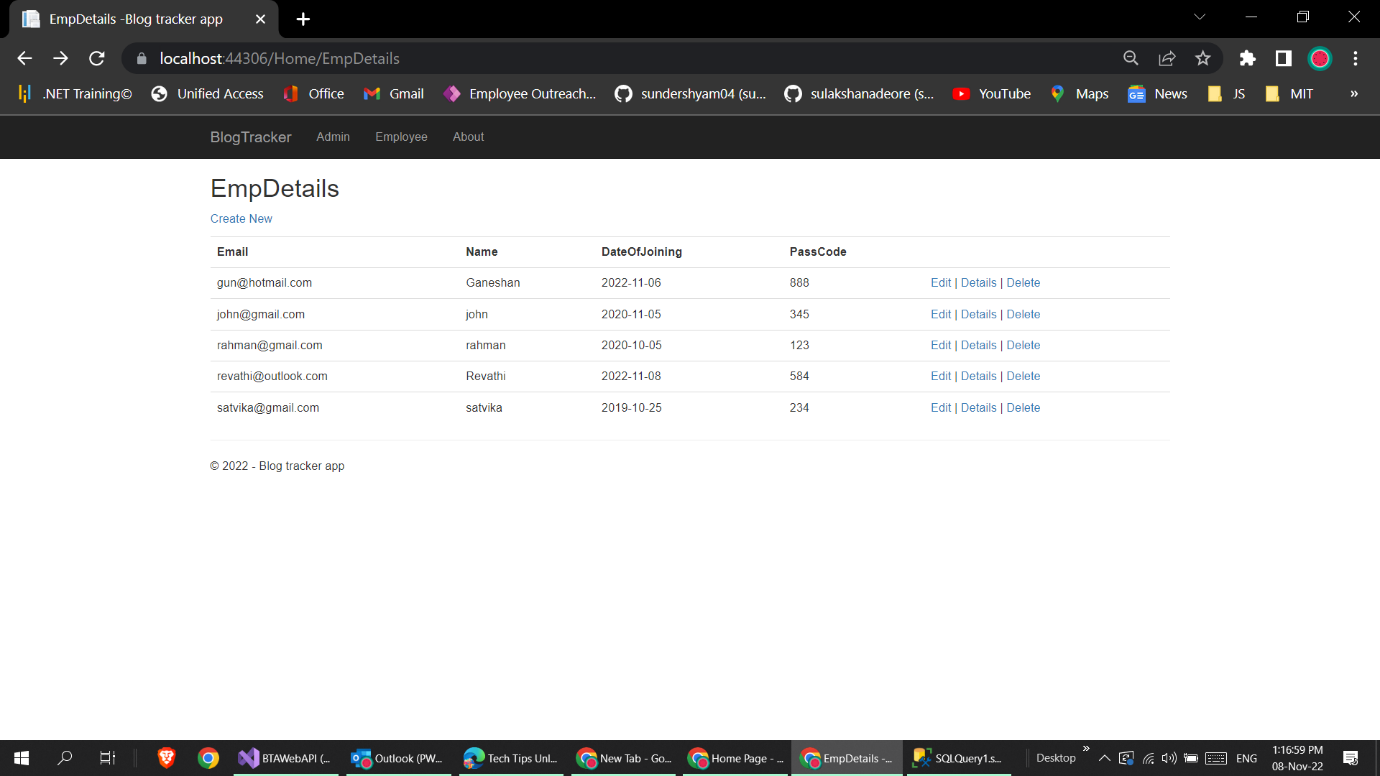 EmpDetails -Blog tracker app
localhost:44306/Home/EmpDetails
.NET Training© Unified Access Office Gmail Employee Outreach... sundershyam04 (su... sulakshanadeore (s... YouTube Maps News JS MIT »
BlogTracker Admin Employee About
EmpDetails
Create New
Email Name DateOfJoining PassCode
gun@hotmail.com Ganeshan 2022-11-06 888 Edit | Details | Delete
john@gmail.com john 2020-11-05 345 Edit | Details | Delete
rahman@gmail.com rahman 2020-10-05 123 Edit | Details | Delete
revathi@outlook.com Revathi 2022-11-08 584 Edit | Details | Delete
satvika@gmail.com satvika 2019-10-25 234 Edit | Details | Delete
© 2022 - Blog tracker app
BTAWebAPI (... Outlook (PW... Tech Tips Unl... New Tab - Go... Home Page - ... EmpDetails -... SQLQuery1.s... Desktop » ENG 1:16:59 PM
08-Nov-22